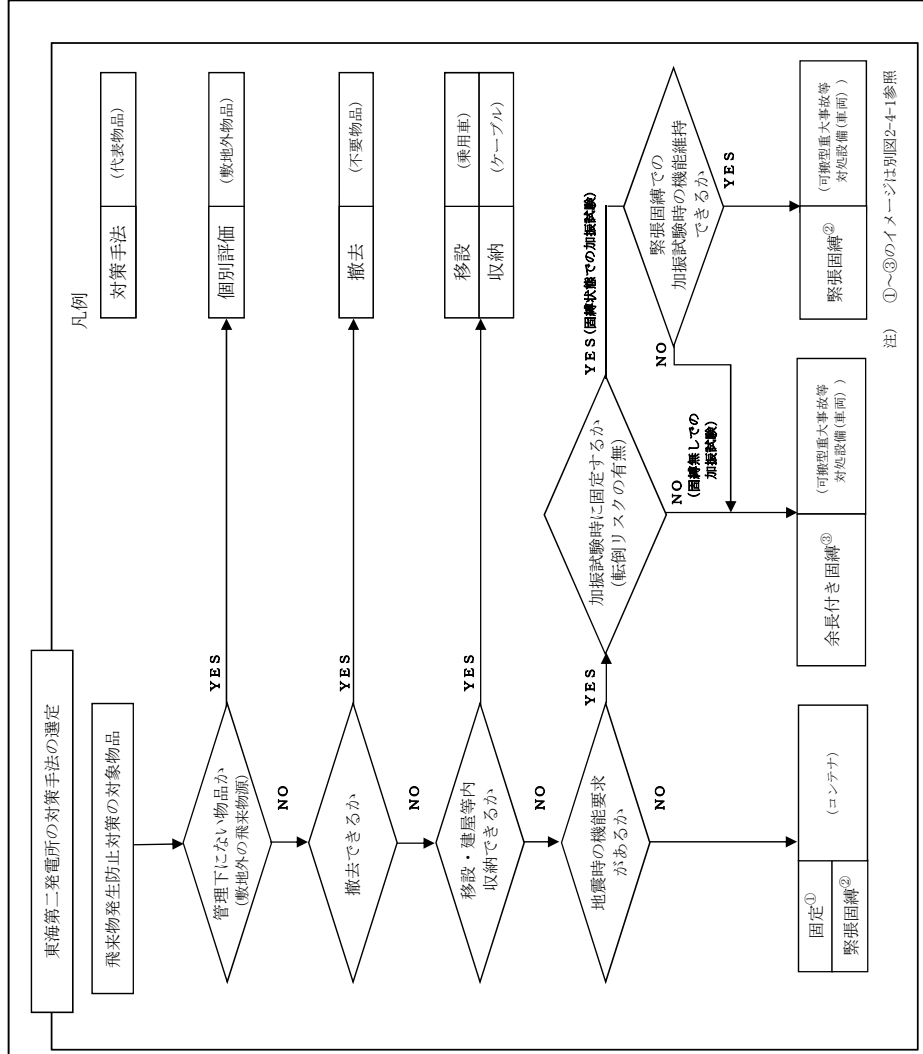 東海第二発電所の対策手法の選定
飛来物発生防止対策の対象物品
凡例
対策手法
(代表物品)
管理下にない物品か
(敷地外の飛来物源)
YES
個別評価
(敷地外物品)
NO
撤去できるか
YES
撤去
(不要物品)
NO
移設・建屋等内
収納できるか
YES
移設
(乗用車)
収納
(ケーブル)
NO
地震時の機能要求
があるか
YES
加振試験時に固定するか
(転倒リスクの有無)
YES(固縛状態での加振試験)
緊張固縛での
加振試験時の機能維持
できるか
NO
NO
(固縛無しでの
加振試験)
NO
YES
固定①
緊張固縛②
(コンテナ)
余長付き固縛③
(可搬型重大事故等
対処設備(車両))
緊張固縛②
(可搬型重大事故等
対処設備(車両))
注) ①~③のイメージは別図2-4-1参照